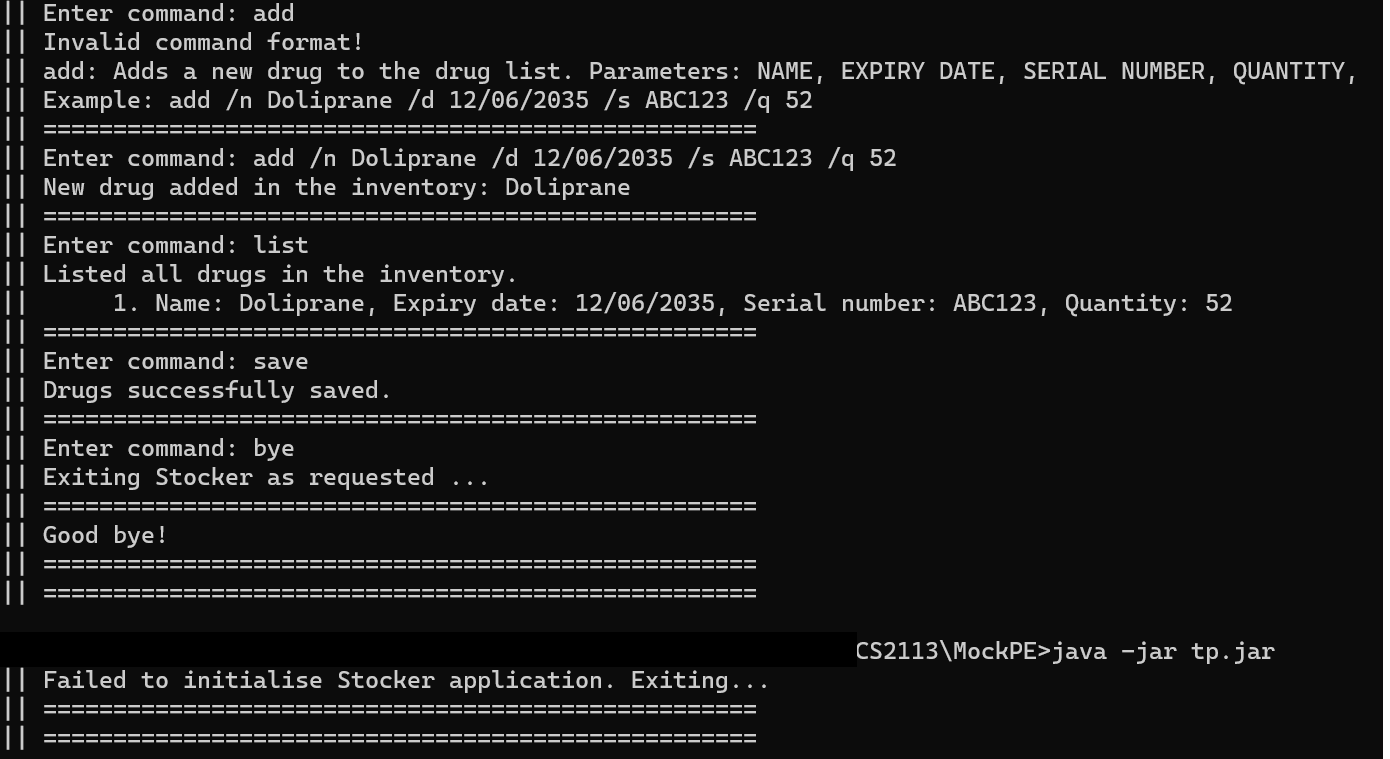 || Enter command: add
|| Invalid command format!
|| add: Adds a new drug to the drug list. Parameters: NAME, EXPIRY DATE, SERIAL NUMBER, QUANTITY,
|| Example: add /n Doliprane /d 12/06/2035 /s ABC123 /q 52
|| ===================================================
|| Enter command: add /n Doliprane /d 12/06/2035 /s ABC123 /q 52
|| New drug added in the inventory: Doliprane
|| ===================================================
|| Enter command: list
|| Listed all drugs in the inventory.
||      1. Name: Doliprane, Expiry date: 12/06/2035, Serial number: ABC123, Quantity: 52
|| ===================================================
|| Enter command: save
|| Drugs successfully saved.
|| ===================================================
|| Enter command: bye
|| Exiting Stocker as requested ...
|| ===================================================
|| Good bye!
|| ===================================================
|| ===================================================
CS2113\MockPE>java -jar tp.jar
|| Failed to initialise Stocker application. Exiting...
|| ===================================================
|| ===================================================